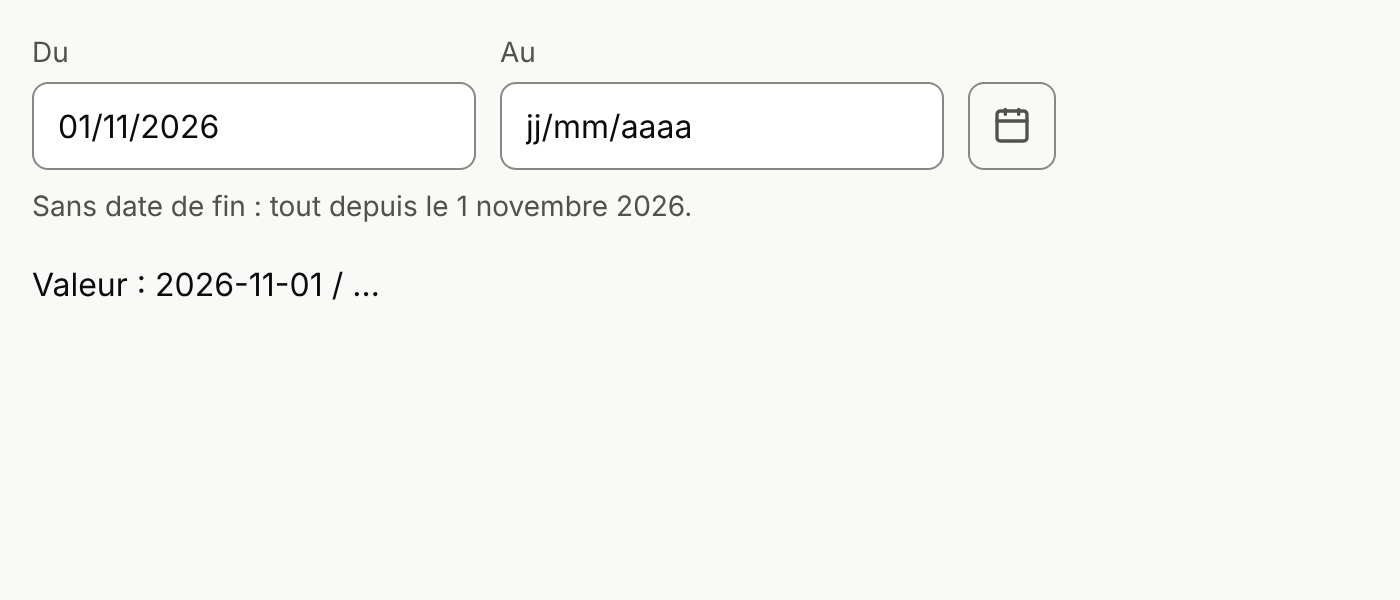 Du
Au
01/11/2026
jj/mm/aaaa
Sans date de fin : tout depuis le 1 novembre 2026.
Valeur : 2026-11-01 / ...